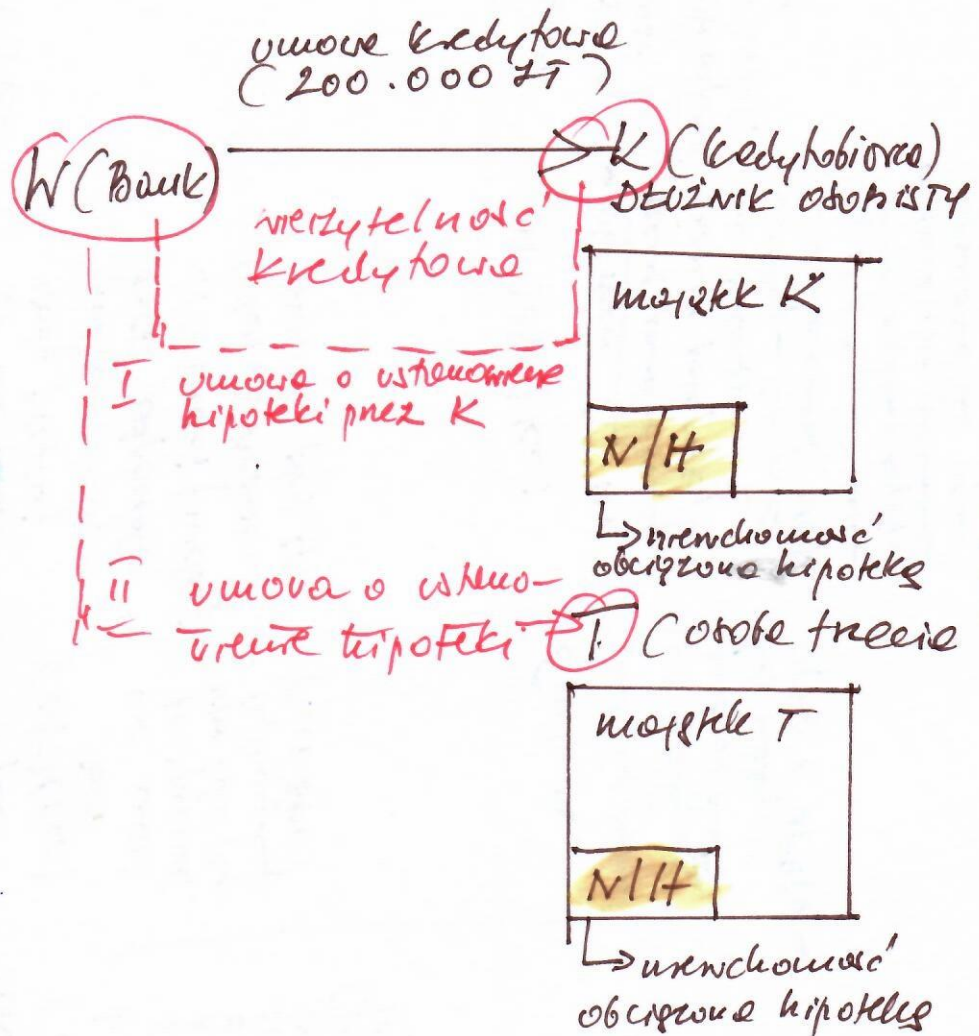 umowa kredytowa
(200.000 zł)
W (Bank)
K (kredytobiorca)
DŁUŻNIK OSOBISTY
wierzytelność
kredytowa
majątek K
I umowa o ustanowienie
hipoteki przez K
N/H
nieruchomość
obciążona hipoteką
II umowa o ustano-
wienie hipoteki
T (osoba trzecia
majątek T
N/H
nieruchomość
obciążona hipoteką